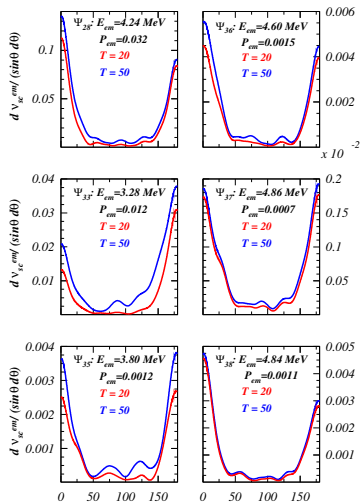 Ψ28: Eem=4.24 MeV
Pem=0.032
T = 20
T = 50
0.1
0.05
d νsc^em/(sinθ dθ)
Ψ36: Eem=4.60 MeV
Pem=0.0015
T = 20
T = 50
0.006
0.004
0.002
x 10^-2
Ψ33: Eem=3.28 MeV
Pem=0.012
T = 20
T = 50
0.04
0.03
0.02
0.01
d νsc^em/(sinθ dθ)
Ψ37: Eem=4.86 MeV
Pem=0.0007
T = 20
T = 50
0.2
0.15
0.1
0.05
Ψ35: Eem=3.80 MeV
Pem=0.0012
T = 20
T = 50
0.004
0.003
0.002
0.001
d νsc^em/(sinθ dθ)
0 50 100 150
Ψ38: Eem=4.84 MeV
Pem=0.0011
T = 20
T = 50
0.005
0.004
0.003
0.002
0.001
0 50 100 150